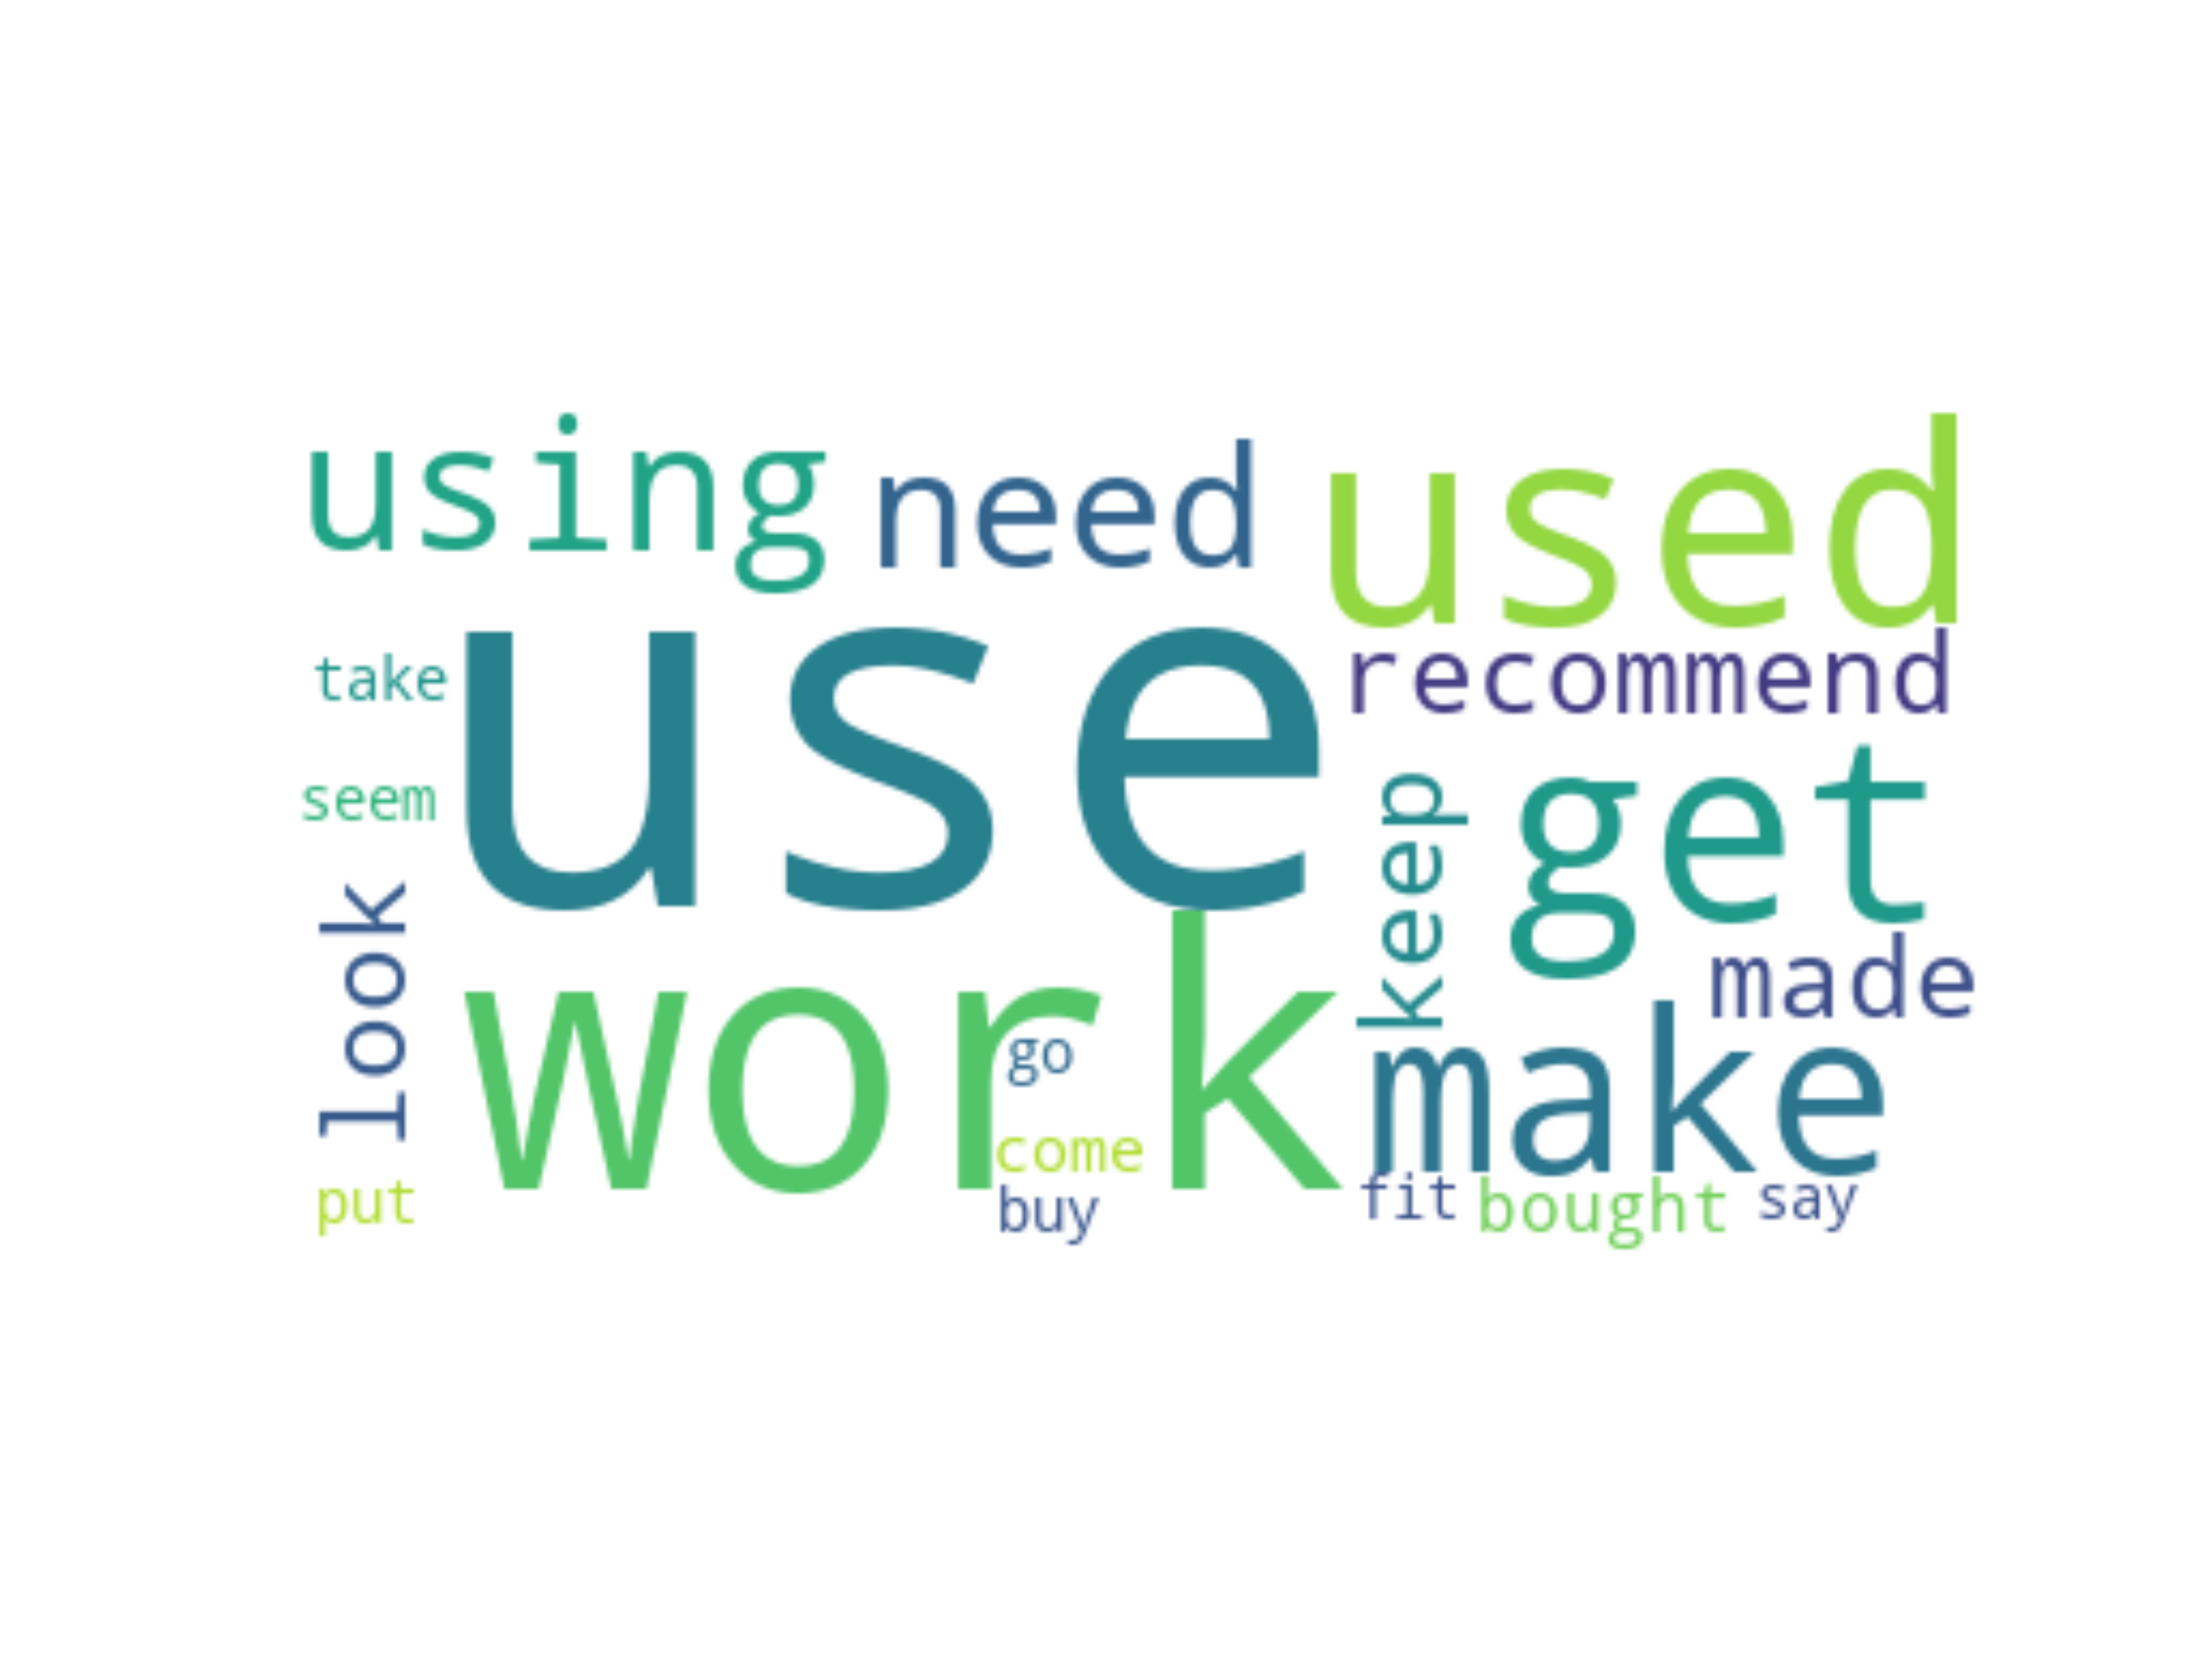 using need used
take use recommend
seem keep get
look work go made
make
come
put buy fit bought say